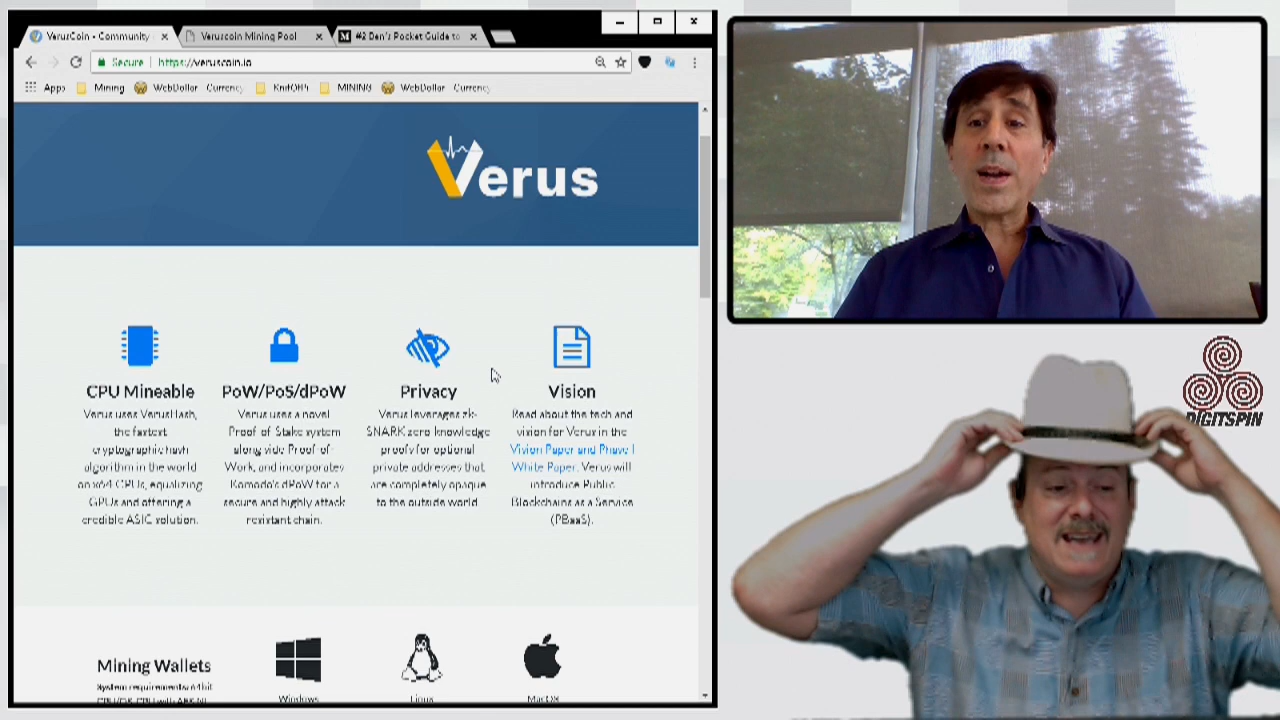 VerusCoin - Community
Veruscoin Mining Pool
#2 Den's Pocket Guide to
Secure
https://veruscoin.io
Apps
Mining
WebDollar
Currency
MINING
WebDollar
Currency
Verus
CPU Mineable
Verus uses VerusHash,
the fastest
cryptographic hash
algorithm in the world
on x64 CPUs, equalizing
GPUs and offering a
credible ASIC solution.
PoW/PoS/dPoW
Verus uses a novel
Proof of Stake system
along side Proof of
Work, and incorporates
Komodo's dPoW for a
secure and highly attack
resistant chain.
Privacy
Verus leverages zk-
SNARK zero knowledge
proofs for optional
private addresses that
are completely opaque
to the outside world
Vision
Read about the tech and
vision for Verus in the
Vision Paper and Phase I
White Paper. Verus will
introduce Public
Blockchains as a Service
(PBaaS).
DIGITSPIN
Mining Wallets
System requirements: 64 bit
Windows
Linux
MacOS